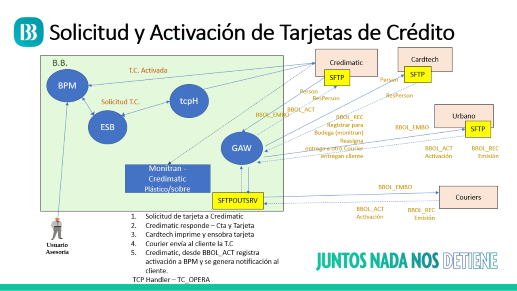 Solicitud y Activación de Tarjetas de Crédito
B.B.
BPM
T.C. Activada
Solicitud T.C.
ESB
tcpH
GAW
Monitran -
Credimatic
Plástico/sobre
SFTPOUTSRV
Credimatic
SFTP
Cardtech
SFTP
Urbano
SFTP
Couriers
Person
ResPerson
Person
ResPerson
BBOL_EMBO
BBOL_ACT
BBOL_REC
Registrar para
Bodega (monitran)
Reasigna
entrega a otro Courier
entregan cliente
BBOL_EMBO
BBOL_ACT
Activación
BBOL_REC
Emisión
BBOL_EMBO
BBOL_ACT
Activación
BBOL_REC
Emisión
Usuario
Asesoria
1. Solicitud de tarjeta a Credimatic
2. Credimatic responde – Cta y Tarjeta
3. Cardtech imprime y ensobra tarjeta
4. Courier envía al cliente la T.C
5. Credimatic, desde BBOL_ACT registra
activación a BPM y se genera notificación al
cliente.
TCP Handler – TC_OPERA
JUNTOS NADA NOS DETIENE